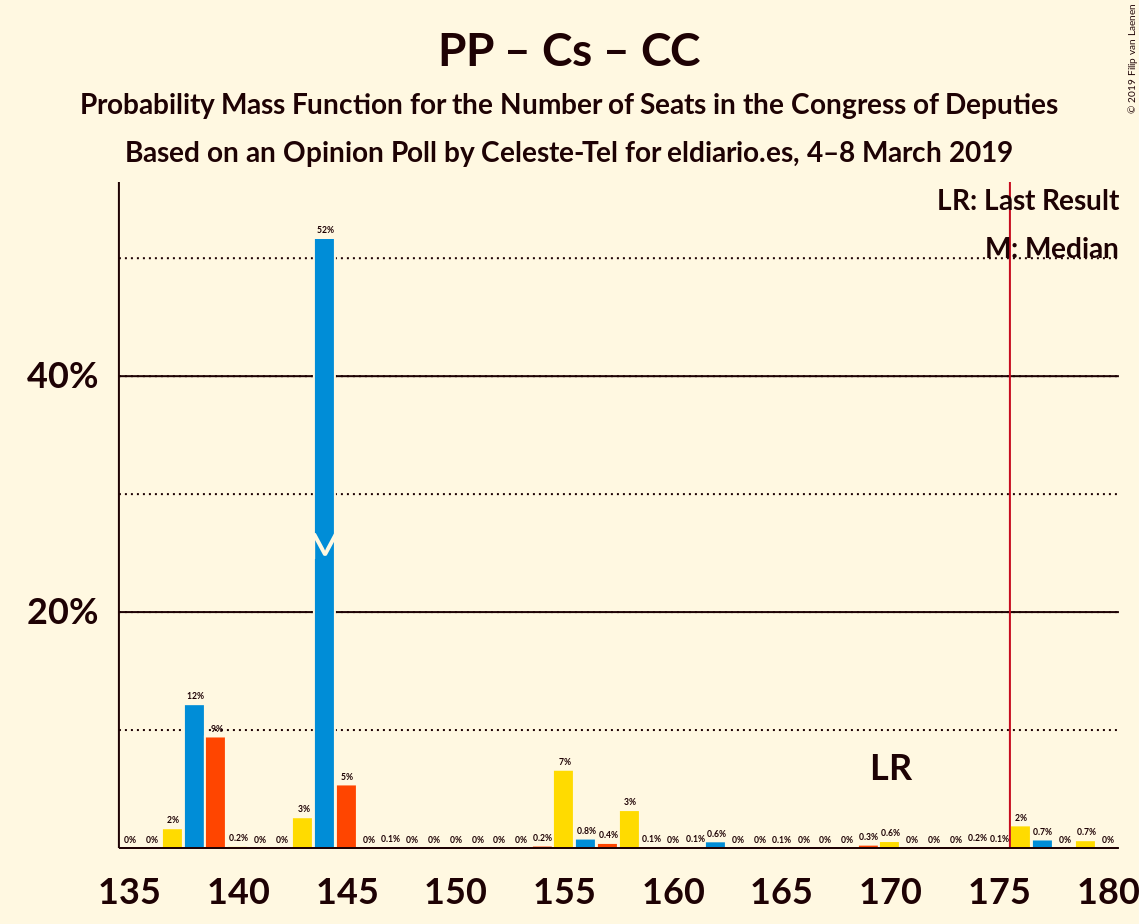 PP – Cs – CC
© 2019 Filip van Laenen
Probability Mass Function for the Number of Seats in the Congress of Deputies
Based on an Opinion Poll by Celeste-Tel for eldiario.es, 4–8 March 2019
LR: Last Result
M: Median
40%
20%
0% 0% 2% 12% 9% 0.2% 0% 0% 3% 52% 5% 0% 0.1% 0% 0% 0% 0% 0% 0% 0.2% 7% 0.8% 0.4% 3% 0.1% 0% 0.1% 0.6% 0% 0% 0.1% 0% 0% 0% 0.3% 0.6% 0% 0% 0% 0.2% 0.1% 2% 0.7% 0% 0.7% 0%
LR
135 140 145 150 155 160 165 170 175 180